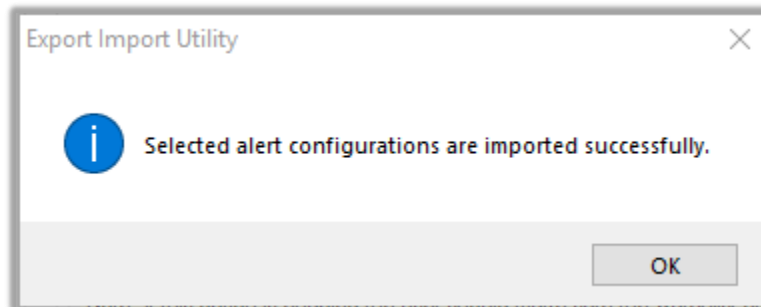 Export Import Utility
Selected alert configurations are imported successfully.
OK